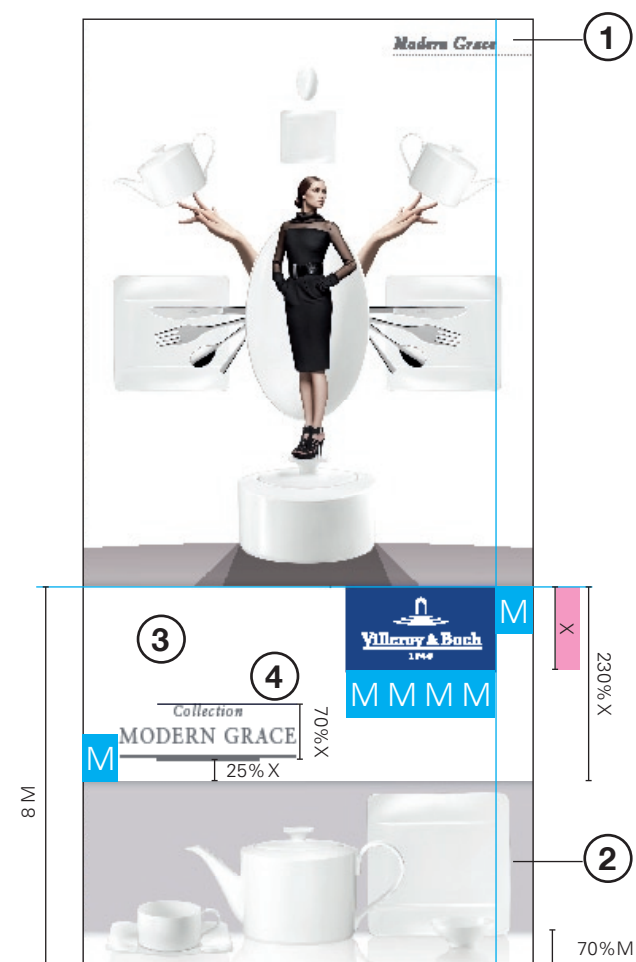 Modern Grace
1
M
X
Villeroy & Boch
1748
3
230% X
M M M M
4
Collection
MODERN GRACE
70% X
M
25% X
8 M
2
70% M